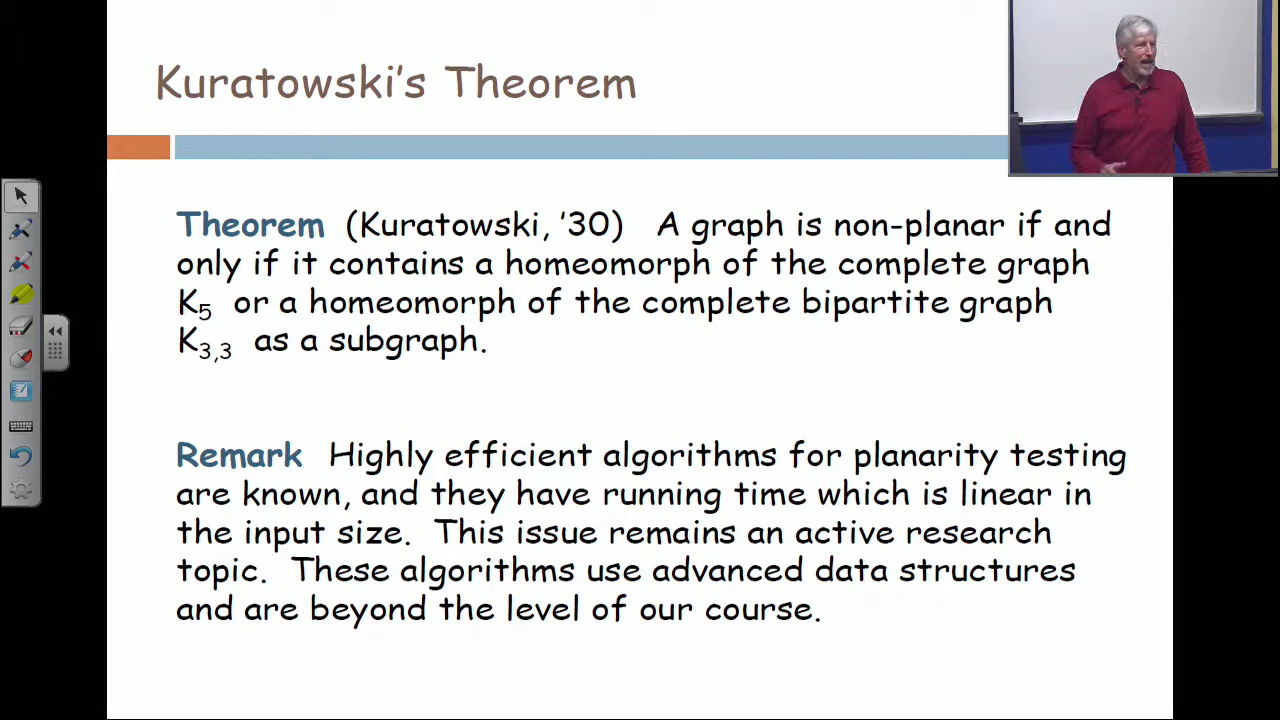 Kuratowski's Theorem
Theorem (Kuratowski, '30) A graph is non-planar if and
only if it contains a homeomorph of the complete graph
K₅ or a homeomorph of the complete bipartite graph
K₃,₃ as a subgraph.
Remark Highly efficient algorithms for planarity testing
are known, and they have running time which is linear in
the input size. This issue remains an active research
topic. These algorithms use advanced data structures
and are beyond the level of our course.